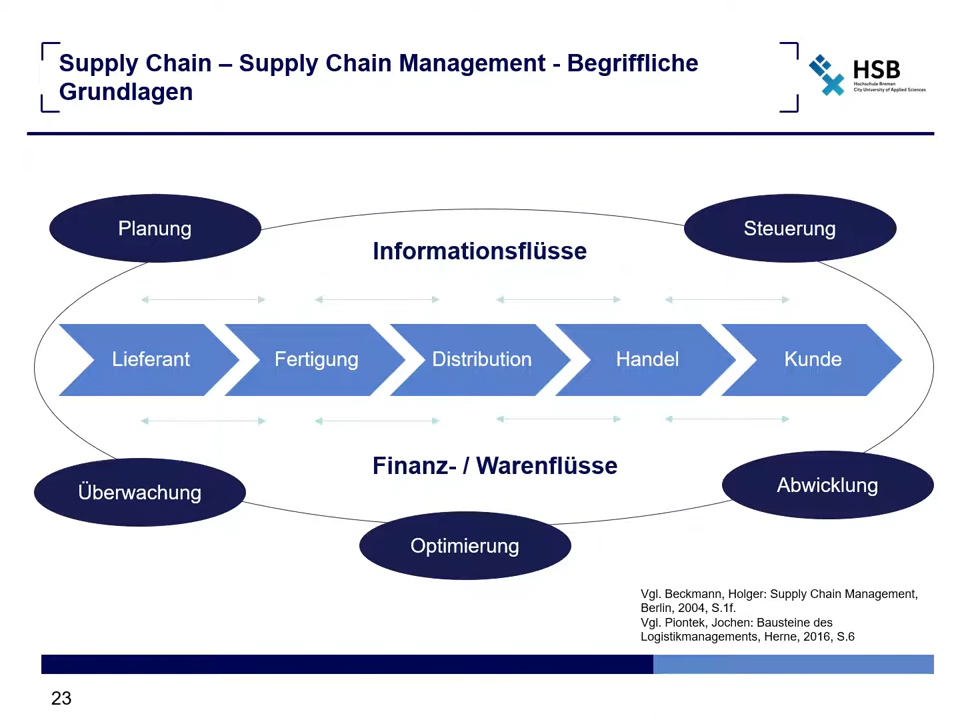 Supply Chain – Supply Chain Management - Begriffliche
Grundlagen
HSB
Hochschule Bremen
City University of Applied Sciences
Planung
Steuerung
Informationsflüsse
Lieferant
Fertigung
Distribution
Handel
Kunde
Finanz- / Warenflüsse
Überwachung
Abwicklung
Optimierung
Vgl. Beckmann, Holger: Supply Chain Management,
Berlin, 2004, S.1f.
Vgl. Piontek, Jochen: Bausteine des
Logistikmanagements, Herne, 2016, S.6
23